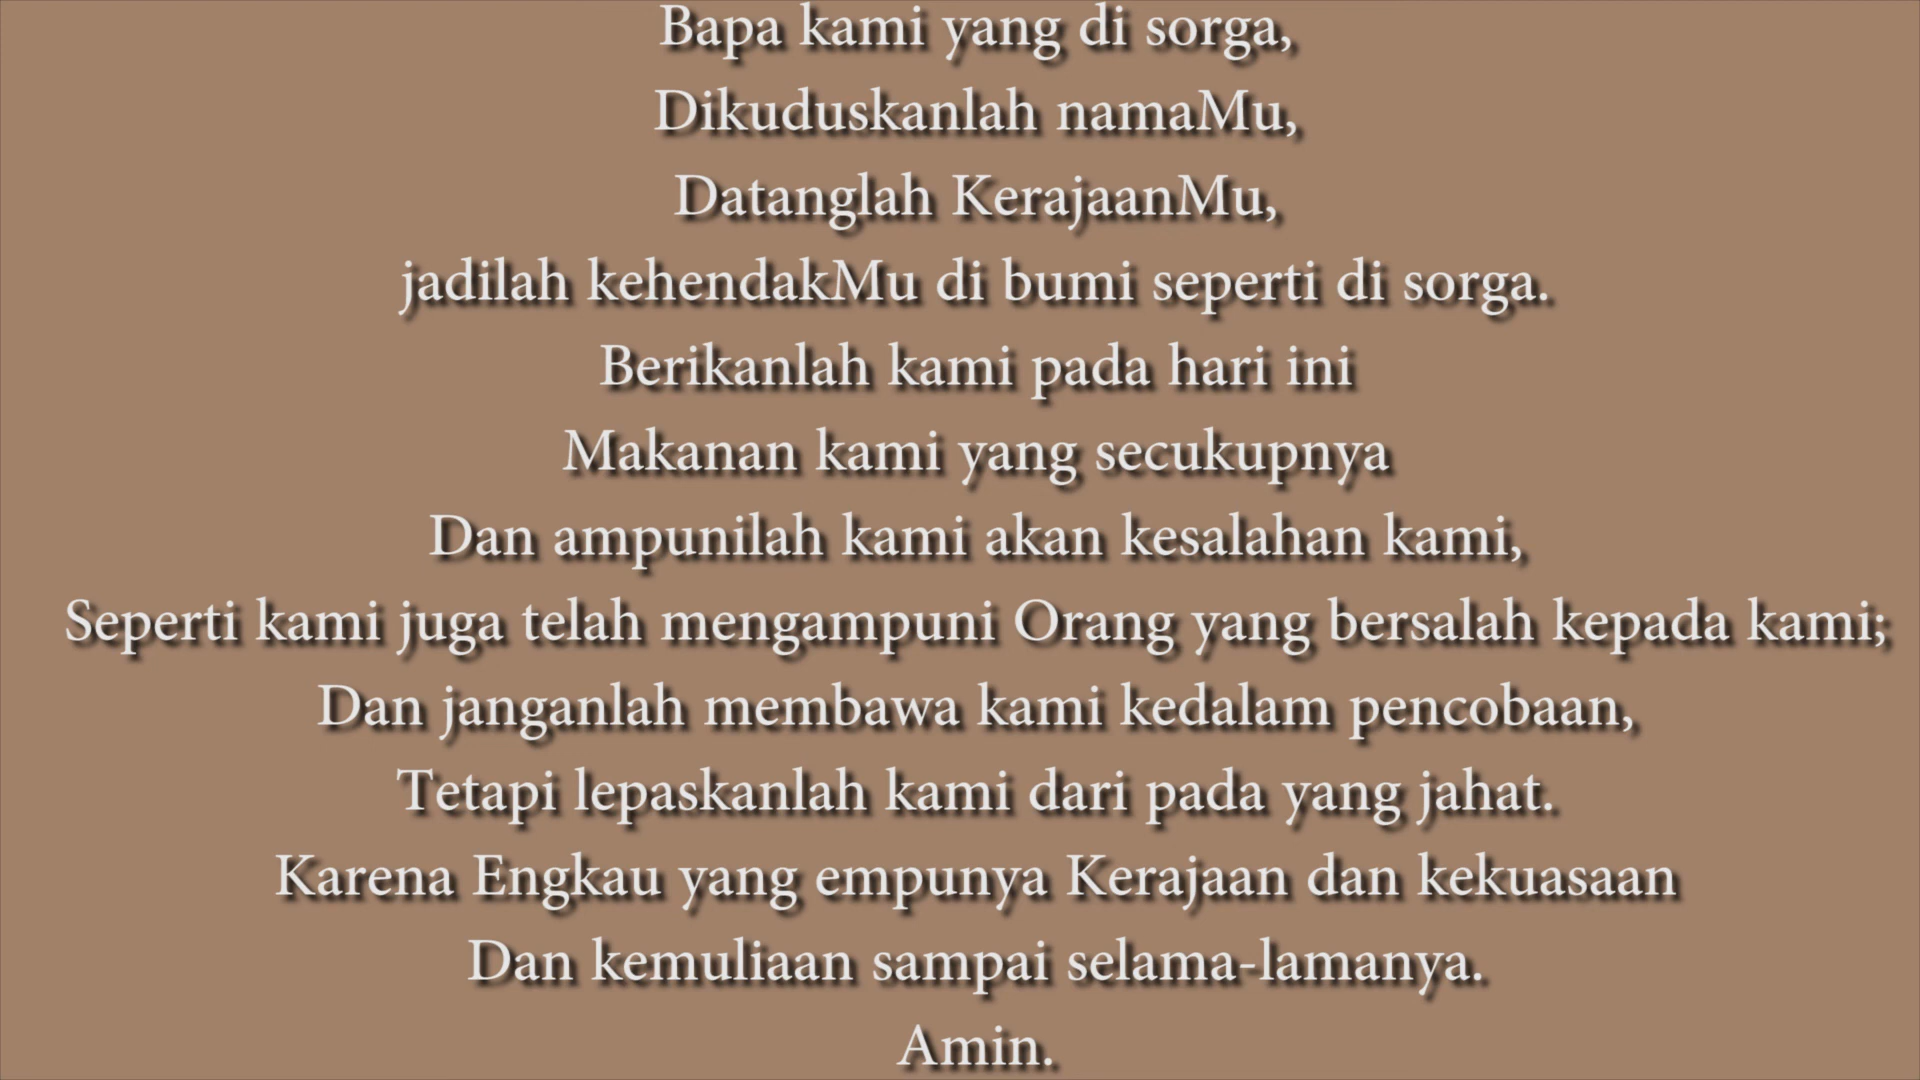 Bapa kami yang di sorga,
Dikuduskanlah namaMu,
Datanglah KerajaanMu,
jadilah kehendakMu di bumi seperti di sorga.
Berikanlah kami pada hari ini
Makanan kami yang secukupnya
Dan ampunilah kami akan kesalahan kami,
Seperti kami juga telah mengampuni Orang yang bersalah kepada kami;
Dan janganlah membawa kami kedalam pencobaan,
Tetapi lepaskanlah kami dari pada yang jahat.
Karena Engkau yang empunya Kerajaan dan kekuasaan
Dan kemuliaan sampai selama-lamanya.
Amin.